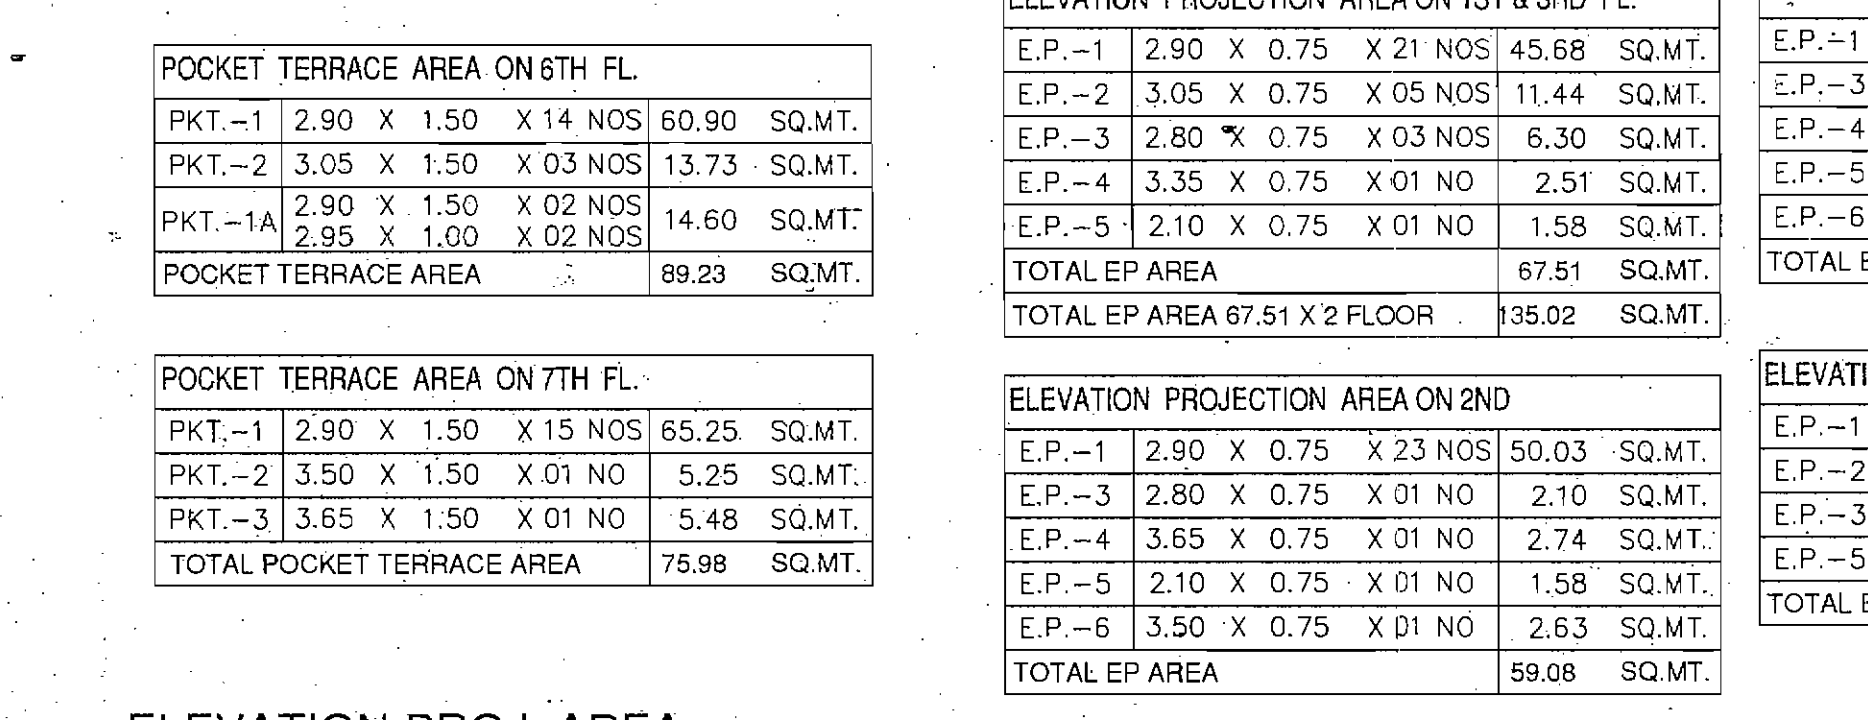 POCKET TERRACE AREA ON 6TH FL.
PKT.-1 2.90 X 1.50 X 14 NOS 60.90 SQ.MT.
PKT.-2 3.05 X 1.50 X 03 NOS 13.73 SQ.MT.
PKT.-1A 2.90 X 1.50 X 02 NOS 14.60 SQ.MT.
2.95 X 1.00 X 02 NOS
POCKET TERRACE AREA 89.23 SQ.MT.
POCKET TERRACE AREA ON 7TH FL.
PKT.-1 2.90 X 1.50 X 15 NOS 65.25 SQ.MT.
PKT.-2 3.50 X 1.50 X 01 NO 5.25 SQ.MT.
PKT.-3 3.65 X 1.50 X 01 NO 5.48 SQ.MT.
TOTAL POCKET TERRACE AREA 75.98 SQ.MT.
ELEVATION PROJ. AREA
ELEVATION PROJECTION AREA ON 1ST & 3RD FL.
E.P.-1 2.90 X 0.75 X 21 NOS 45.68 SQ.MT.
E.P.-2 3.05 X 0.75 X 05 NOS 11.44 SQ.MT.
E.P.-3 2.80 X 0.75 X 03 NOS 6.30 SQ.MT.
E.P.-4 3.35 X 0.75 X 01 NO 2.51 SQ.MT.
E.P.-5 2.10 X 0.75 X 01 NO 1.58 SQ.MT.
TOTAL EP AREA 67.51 SQ.MT.
TOTAL EP AREA 67.51 X 2 FLOOR 135.02 SQ.MT.
ELEVATION PROJECTION AREA ON 2ND
E.P.-1 2.90 X 0.75 X 23 NOS 50.03 SQ.MT.
E.P.-3 2.80 X 0.75 X 01 NO 2.10 SQ.MT.
E.P.-4 3.65 X 0.75 X 01 NO 2.74 SQ.MT.
E.P.-5 2.10 X 0.75 X 01 NO 1.58 SQ.MT.
E.P.-6 3.50 X 0.75 X 01 NO 2.63 SQ.MT.
TOTAL EP AREA 59.08 SQ.MT.
E.P.-1
E.P.-3
E.P.-4
E.P.-5
E.P.-6
TOTAL
E.P.-1
E.P.-2
E.P.-3
E.P.-5
TOTAL